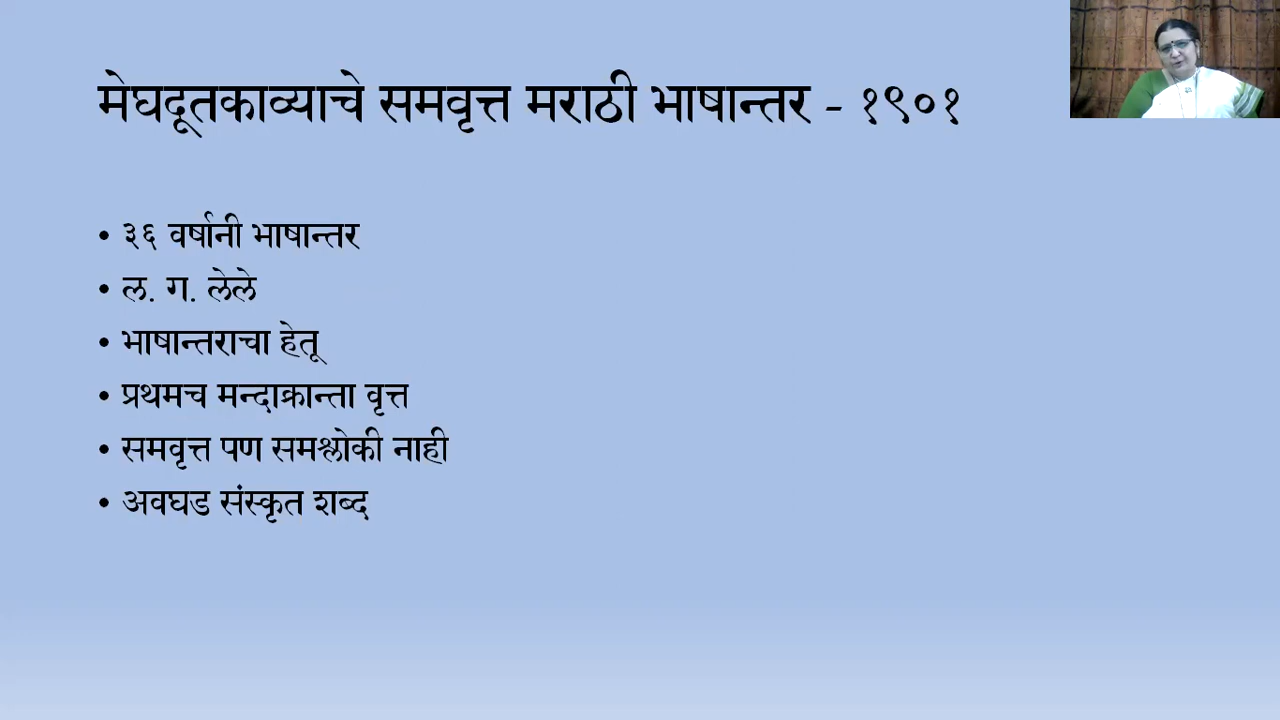 मेघदूतकाव्याचे समवृत्त मराठी भाषान्तर - १९०१
• ३६ वर्षानी भाषान्तर
• ल. ग. लेले
• भाषान्तराचा हेतू
• प्रथमच मन्दाक्रान्ता वृत्त
• समवृत्त पण समश्लोकी नाही
• अवघड संस्कृत शब्द